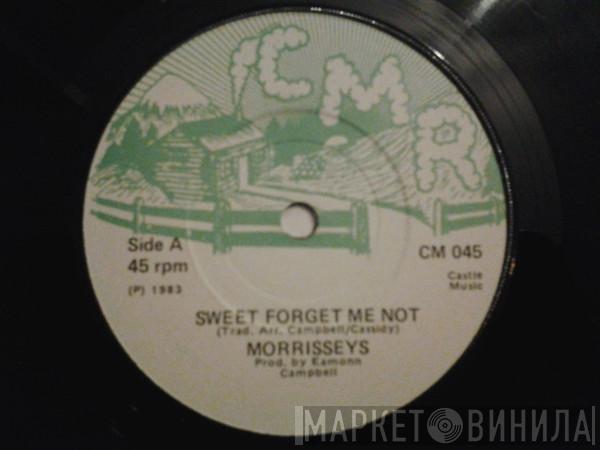 CMR
Side A
45 rpm
(P) 1983
CM 045
Castle
Music
SWEET FORGET ME NOT
(Trad. Arr. Campbell/Cassidy)
MORRISSEYS
Prod. by Eamonn
Campbell
МАРКЕТ ВИНИЛА